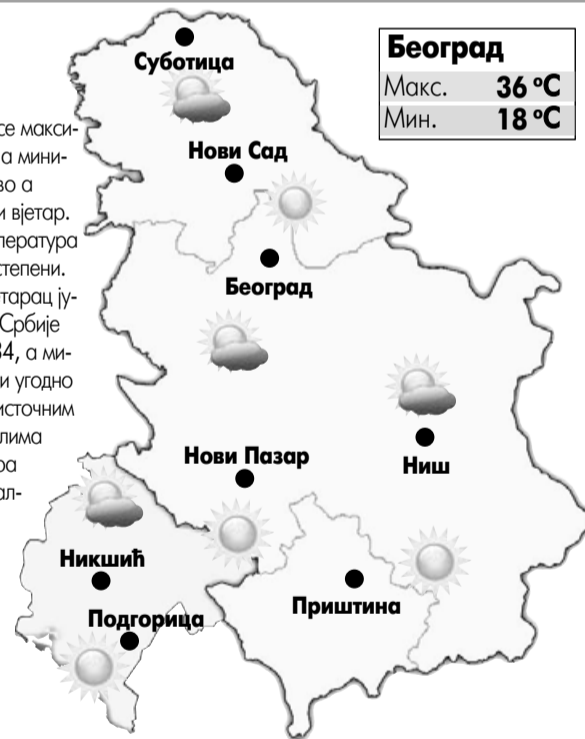 Суботица
Београд
Макс. 36 °C
Мин. 18 °C
се макси-
а мини-
во а
и вјетар.
пература
степени.
етарац ју-
Србије
34, а ми-
и угодно
источним
лима
ра
ал-
Нови Сад
Београд
Нови Пазар
Ниш
Никшић
Приштина
Подгорица